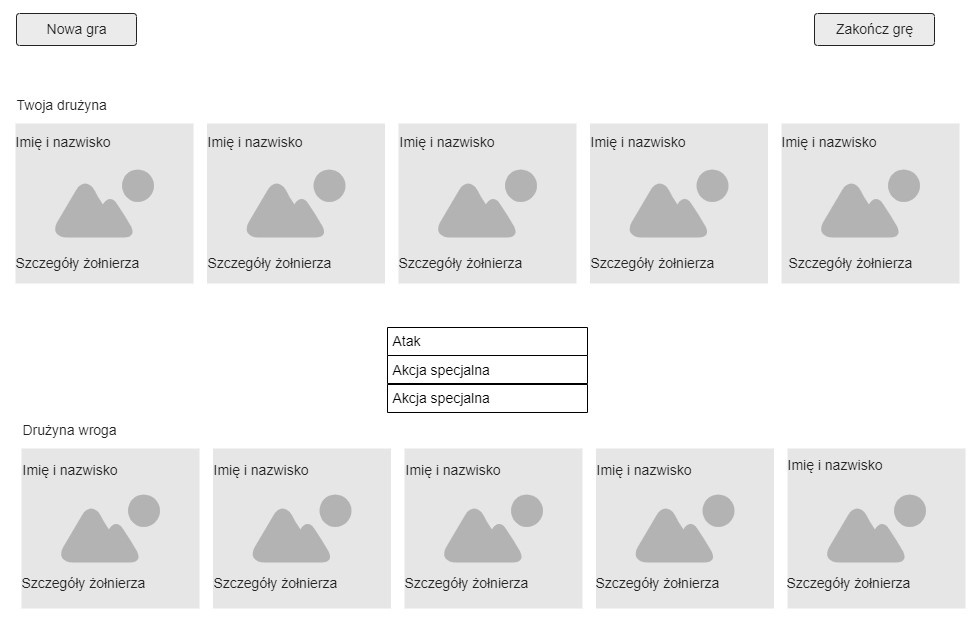 Nowa gra
Zakończ grę
Twoja drużyna
Imię i nazwisko
Imię i nazwisko
Imię i nazwisko
Imię i nazwisko
Imię i nazwisko
Szczegóły żołnierza
Szczegóły żołnierza
Szczegóły żołnierza
Szczegóły żołnierza
Szczegóły żołnierza
Atak
Akcja specjalna
Akcja specjalna
Drużyna wroga
Imię i nazwisko
Imię i nazwisko
Imię i nazwisko
Imię i nazwisko
Imię i nazwisko
Szczegóły żołnierza
Szczegóły żołnierza
Szczegóły żołnierza
Szczegóły żołnierza
Szczegóły żołnierza